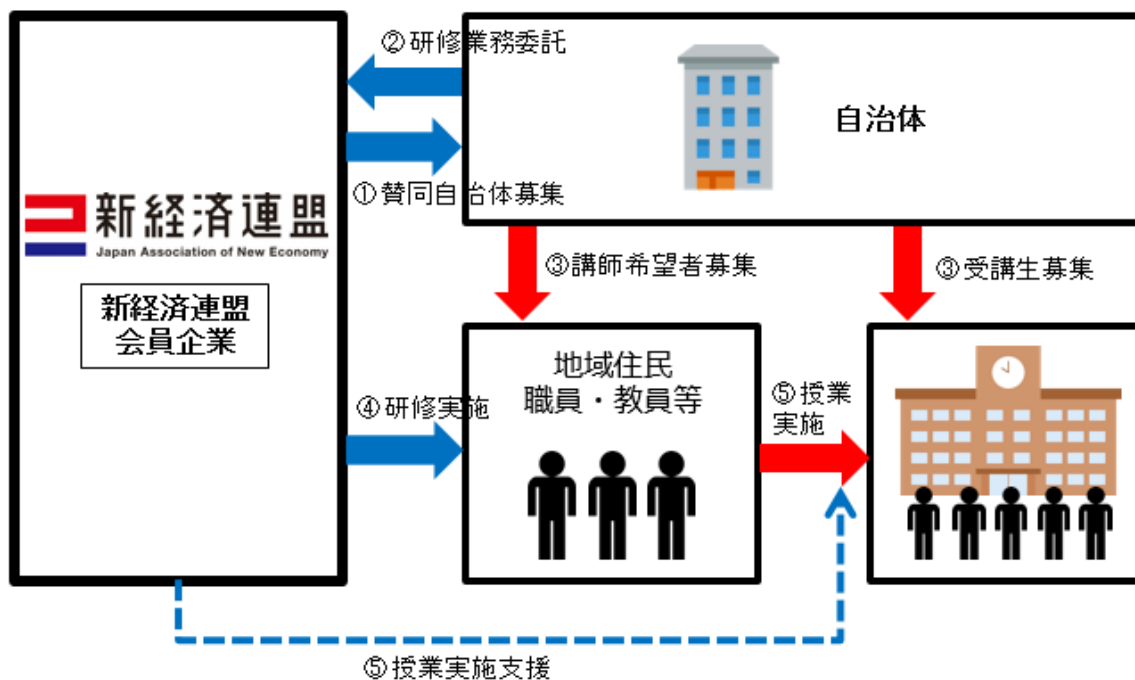 ②研修業務委託
自治体
①賛同自治体募集
新経済連盟
Japan Association of New Economy
新経済連盟
会員企業
③講師希望者募集
③受講生募集
地域住民
職員・教員等
④研修実施
⑤授業
実施
⑤授業実施支援